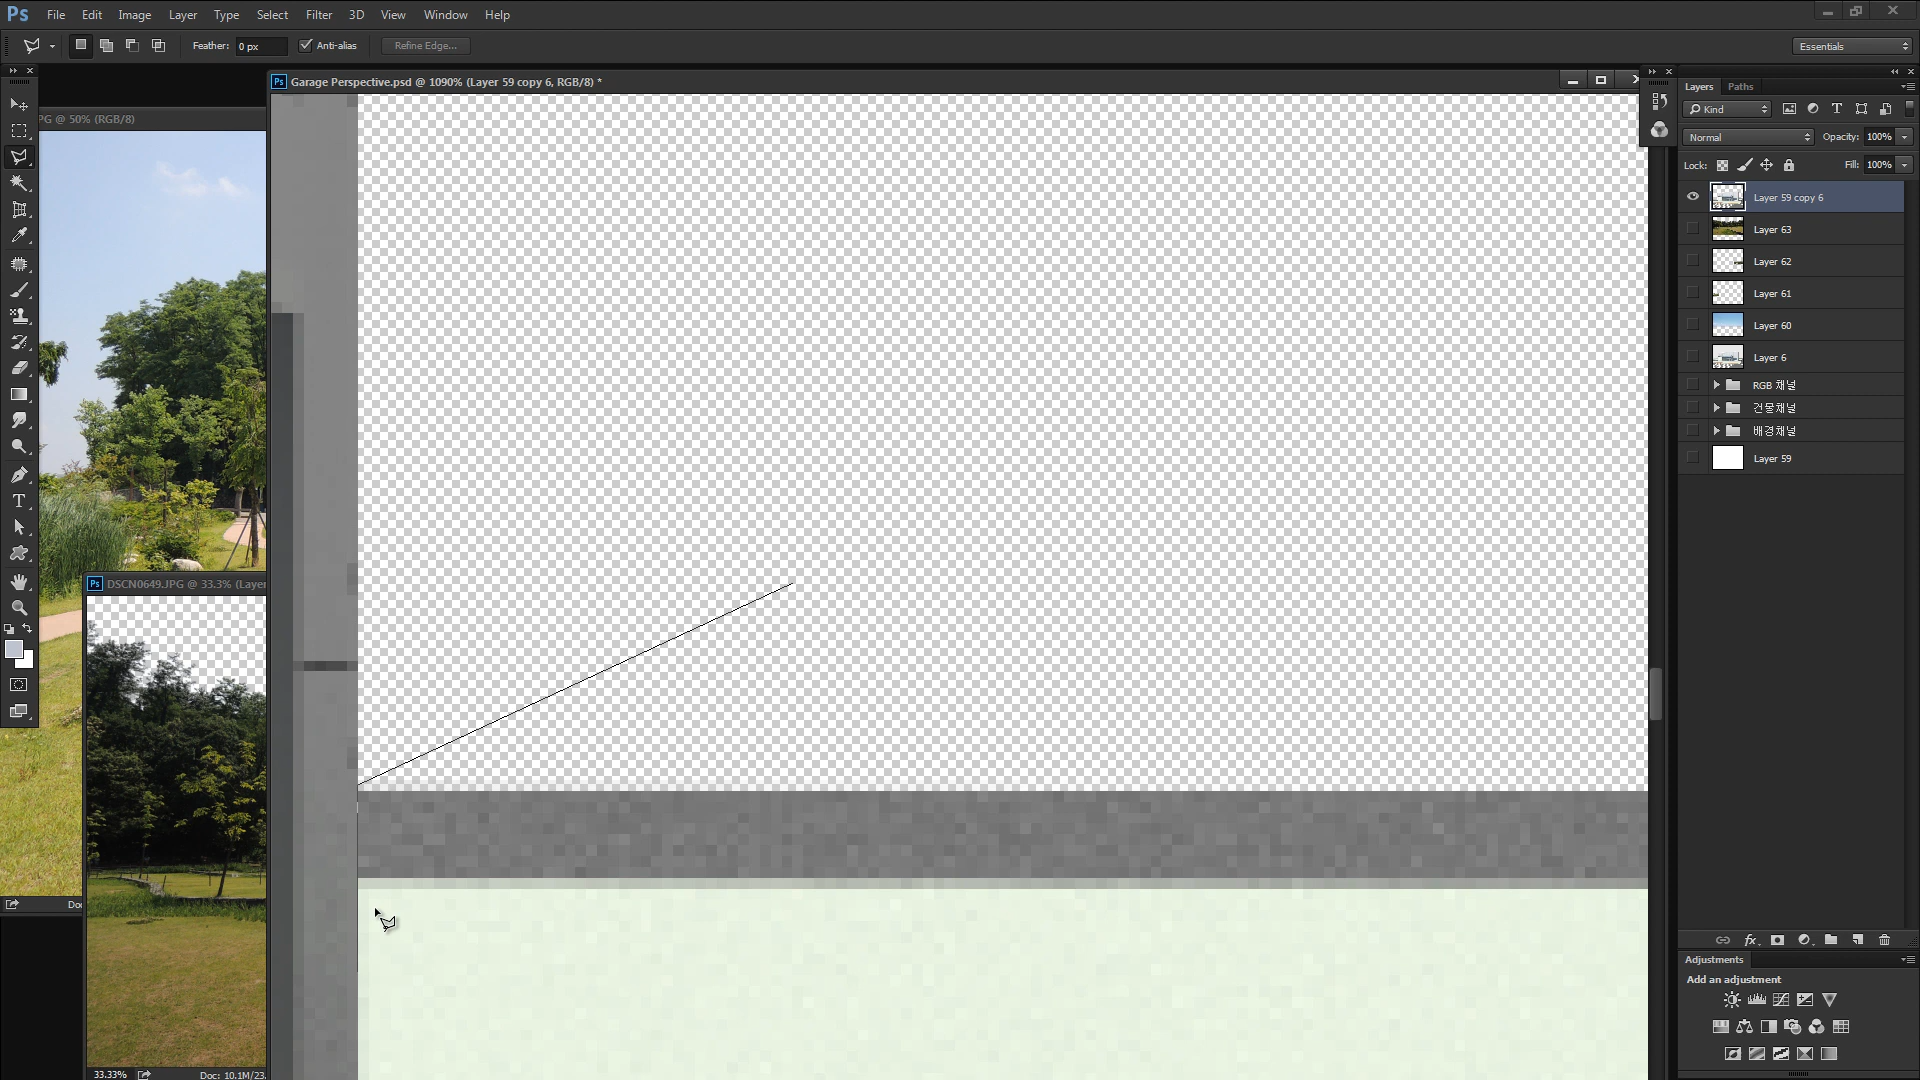 Ps File Edit Image Layer Type Select Filter 3D View Window Help
Feather: 0 px Anti-alias Refine Edge... Essentials
Ps Garage Perspective.psd @ 1090% (Layer 59 copy 6, RGB/8) *
PG @ 50% (RGB/8)
Layers Paths
Kind
Normal Opacity: 100%
Lock: Fill: 100%
Layer 59 copy 6
Layer 63
Layer 62
Layer 61
Layer 60
Layer 6
RGB 채널
건물채널
배경채널
Layer 59
T
Ps DSCN0649.JPG @ 33.3% (Layer
Doc
33.33% Doc: 10.1M/23.
fx
Adjustments
Add an adjustment